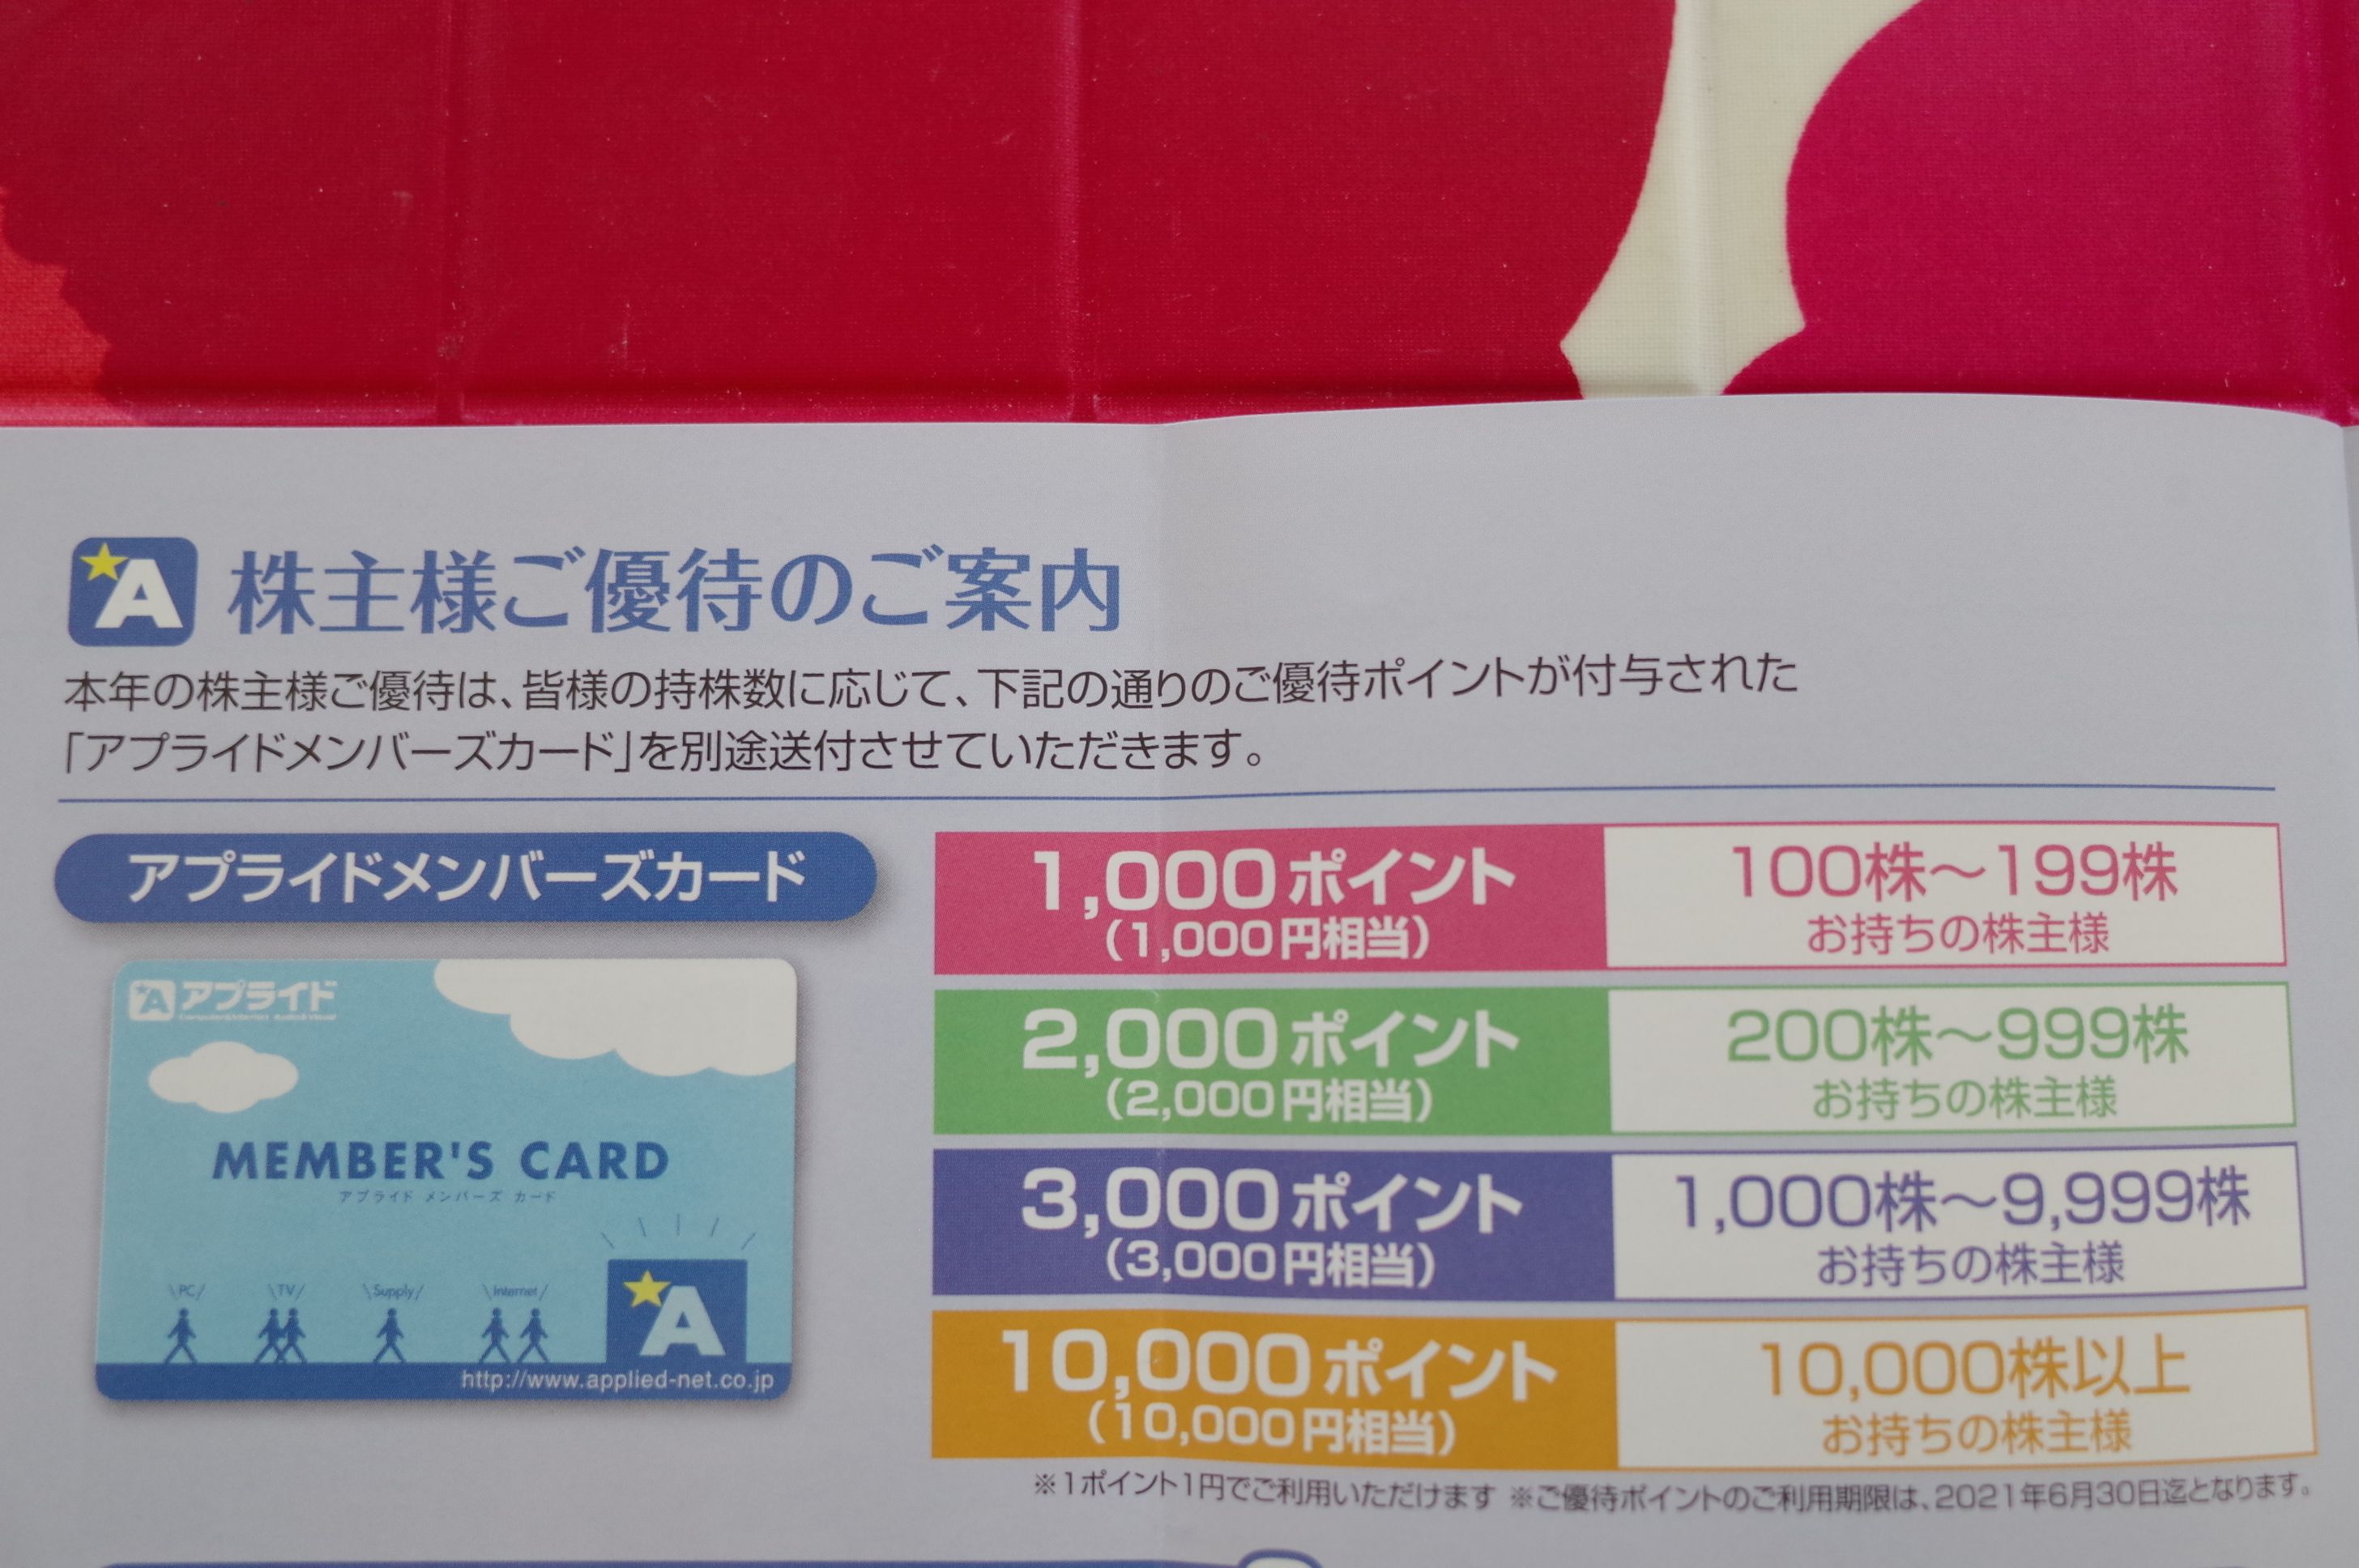 A 株主様ご優待のご案内
本年の株主様ご優待は、皆様の持株数に応じて、下記の通りのご優待ポイントが付与された
「アプライドメンバーズカード」を別途送付させていただきます。
アプライドメンバーズカード
A アプライド
MEMBER'S CARD
アプライド メンバーズ カード
\PC/ \TV/ \Supply/ \Internet/
A
http://www.applied-net.co.jp
1,000ポイント
(1,000円相当)
100株～199株
お持ちの株主様
2,000ポイント
(2,000円相当)
200株～999株
お持ちの株主様
3,000ポイント
(3,000円相当)
1,000株～9,999株
お持ちの株主様
10,000ポイント
(10,000円相当)
10,000株以上
お持ちの株主様
※1ポイント1円でご利用いただけます ※ご優待ポイントのご利用期限は、2021年6月30日迄となります。